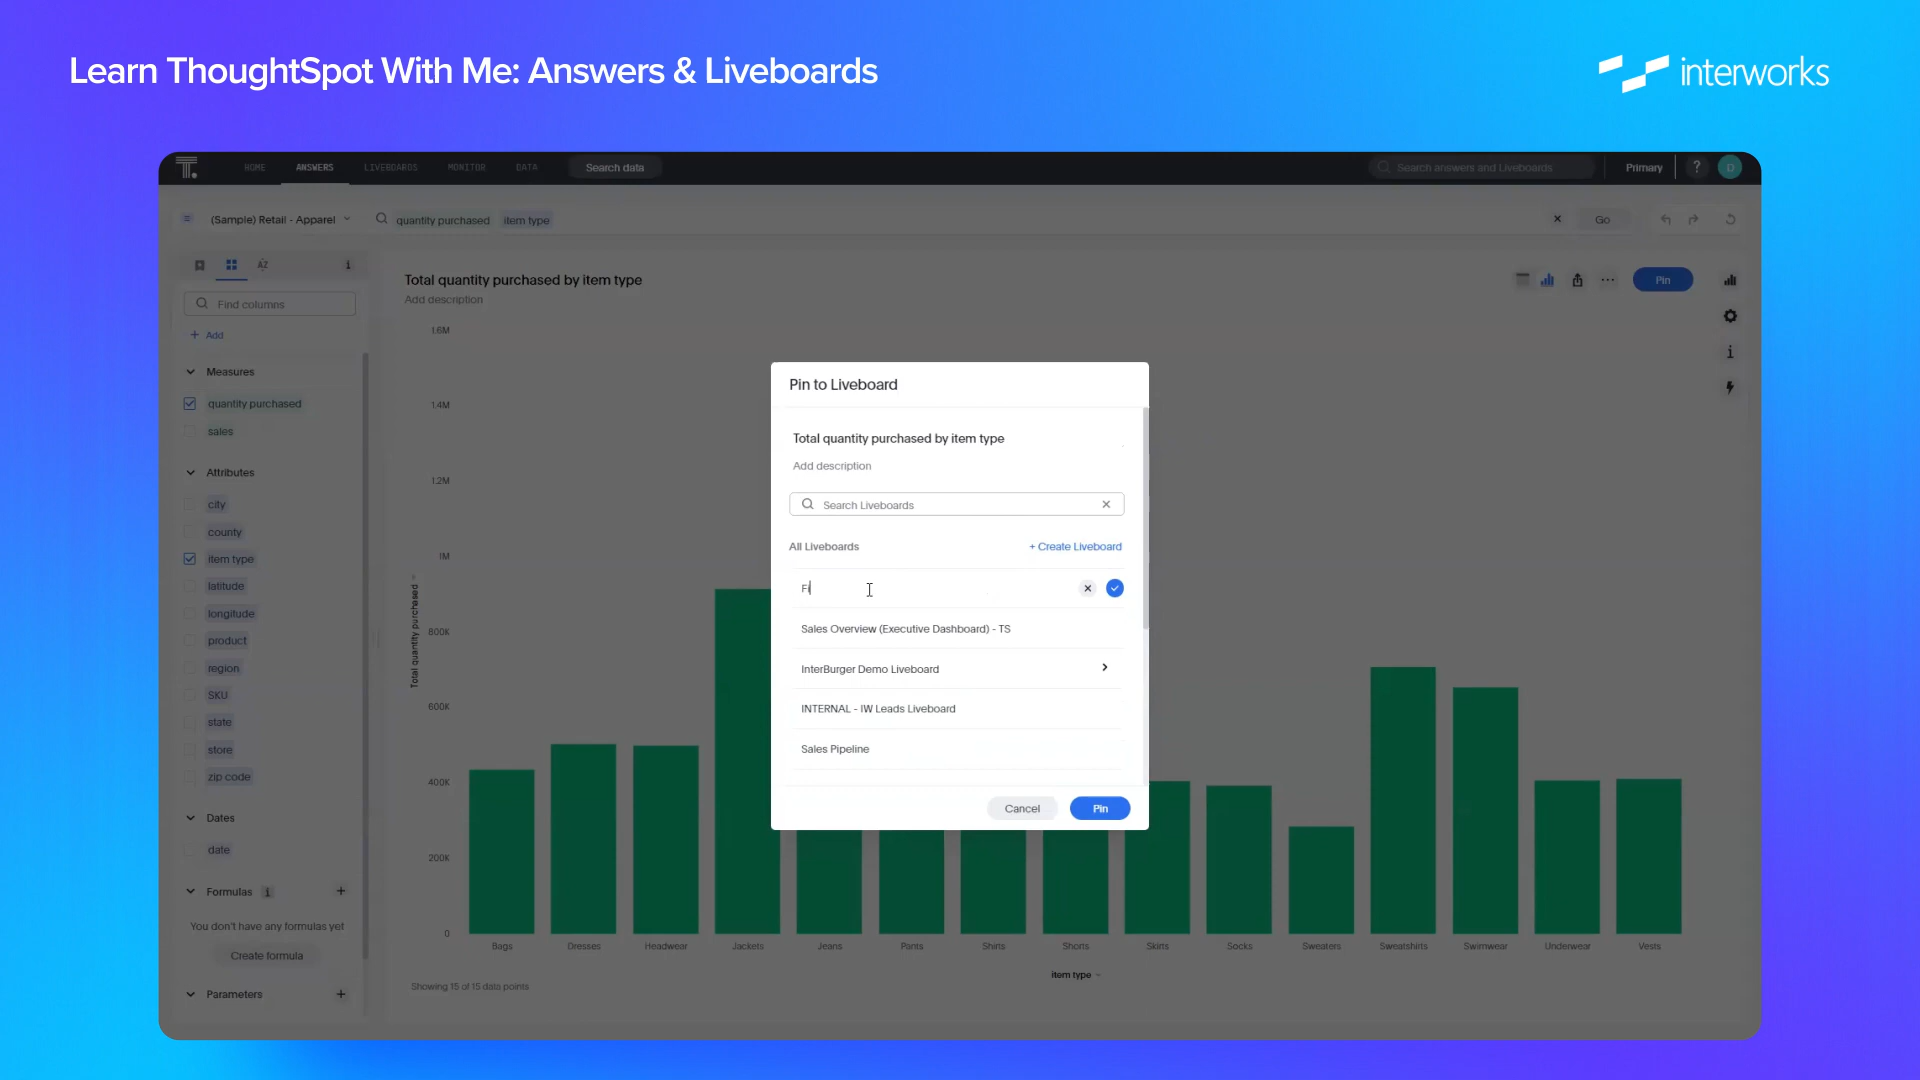 Learn ThoughtSpot With Me: Answers & Liveboards
interworks
T.
HOME
ANSWERS
LIVEBOARDS
MONITOR
DATA
Search data
Search answers and Liveboards
Primary
?
D
(Sample) Retail - Apparel
quantity purchased
item type
Go
AZ
Find columns
+ Add
Measures
quantity purchased
sales
Attributes
city
county
item type
latitude
longitude
product
region
SKU
state
store
zip code
Dates
date
Formulas
You don't have any formulas yet
Create formula
Parameters
Total quantity purchased by item type
Add description
Pin
1.6M
1.4M
1.2M
1M
800K
600K
400K
200K
0
Total quantity purchased
Bags
Dresses
Headwear
Jackets
Jeans
Pants
Shirts
Shorts
Skirts
Socks
Sweaters
Sweatshirts
Swimwear
Underwear
Vests
item type
Showing 15 of 15 data points
Pin to Liveboard
Total quantity purchased by item type
Add description
Search Liveboards
All Liveboards
+ Create Liveboard
Fi
Sales Overview (Executive Dashboard) - TS
InterBurger Demo Liveboard
INTERNAL - IW Leads Liveboard
Sales Pipeline
Cancel
Pin